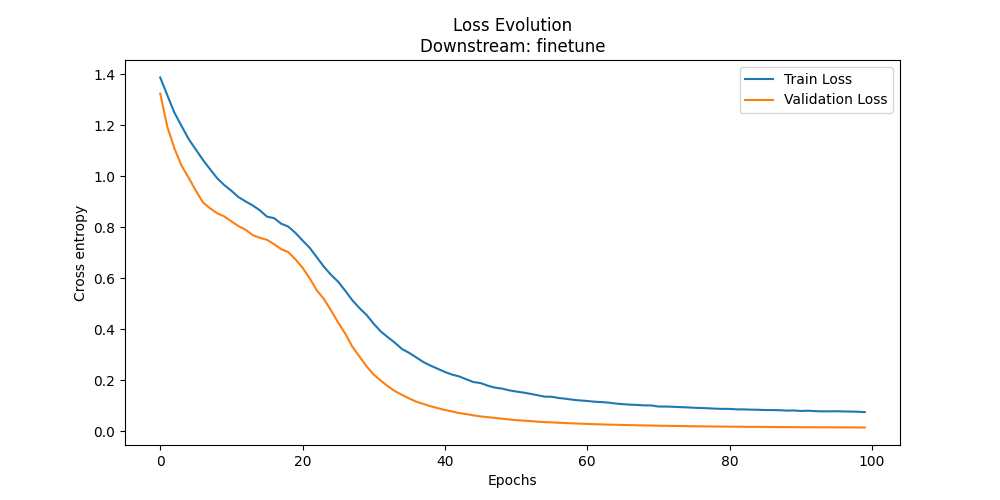 Loss Evolution
Downstream: finetune
Train Loss
Validation Loss
1.4
1.2
1.0
0.8
0.6
0.4
0.2
0.0
Cross entropy
0 20 40 60 80 100
Epochs